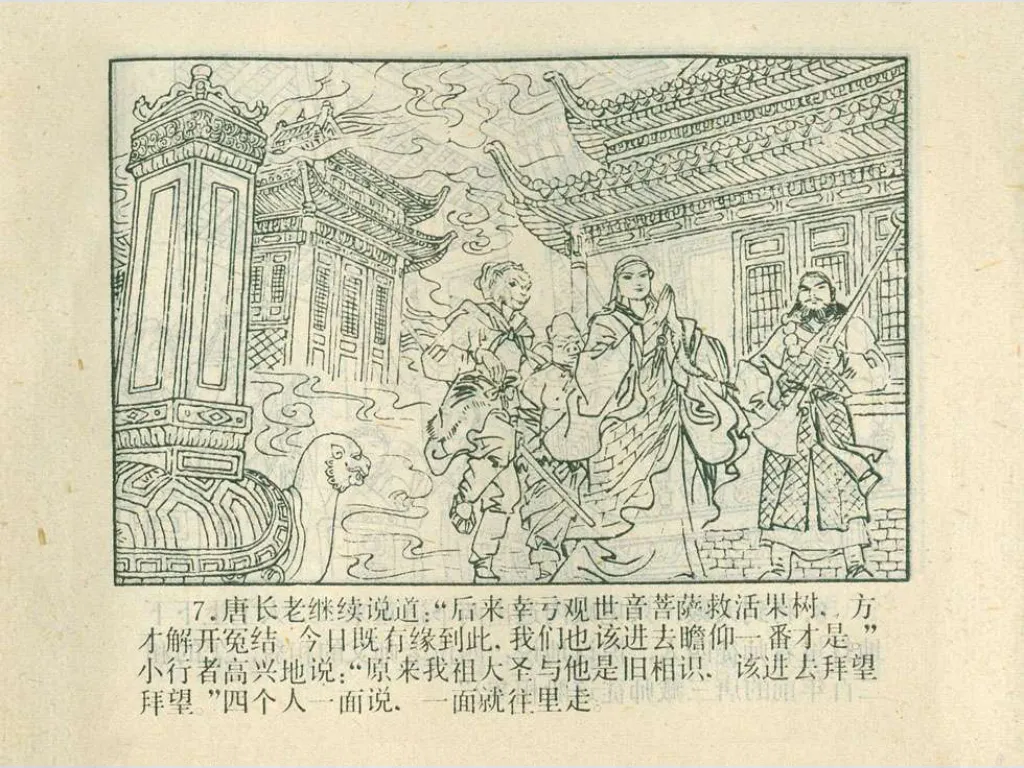 7.唐长老继续说道:“后来幸亏观世音菩萨救活果树，方
才解开冤结，今日既有缘到此，我们也该进去瞻仰一番才是。”
小行者高兴地说:“原来我祖大圣与他是旧相识，该进去拜望
拜望。”四个人一面说，一面就往里走。